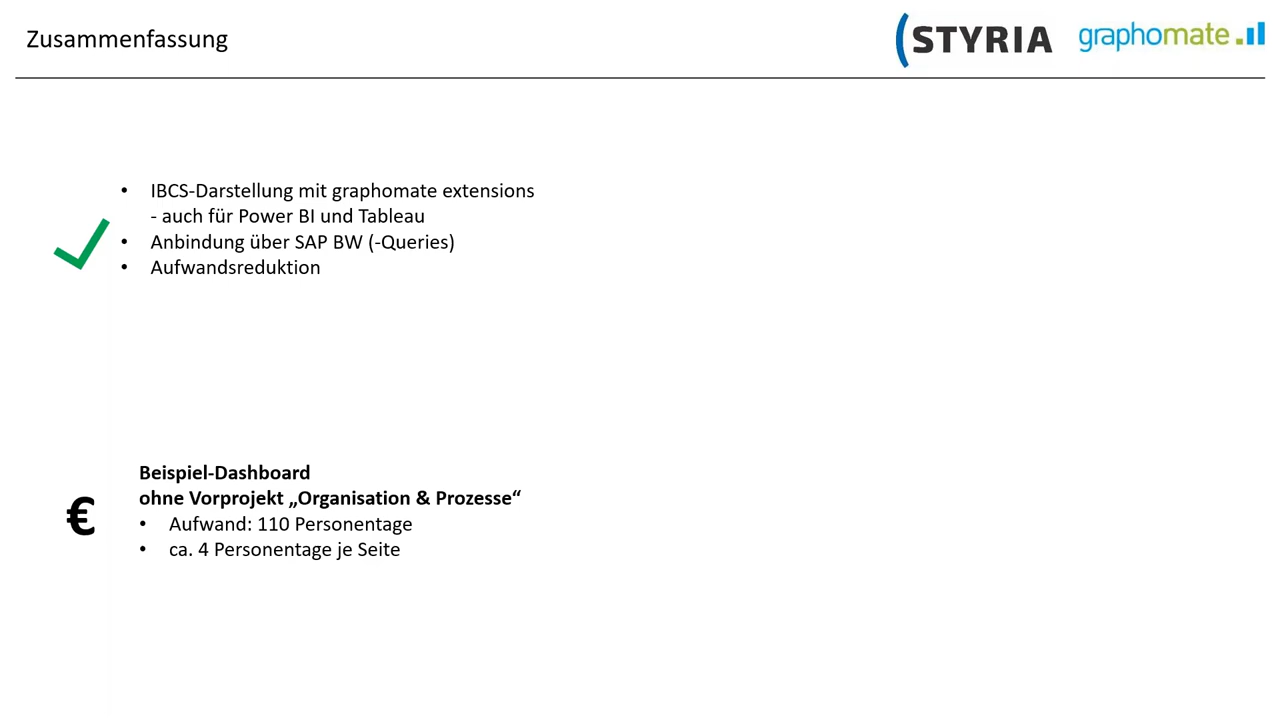 Zusammenfassung
(STYRIA
graphomate
• IBCS-Darstellung mit graphomate extensions
- auch für Power BI und Tableau
• Anbindung über SAP BW (-Queries)
• Aufwandsreduktion
€
Beispiel-Dashboard
ohne Vorprojekt „Organisation & Prozesse“
• Aufwand: 110 Personentage
• ca. 4 Personentage je Seite